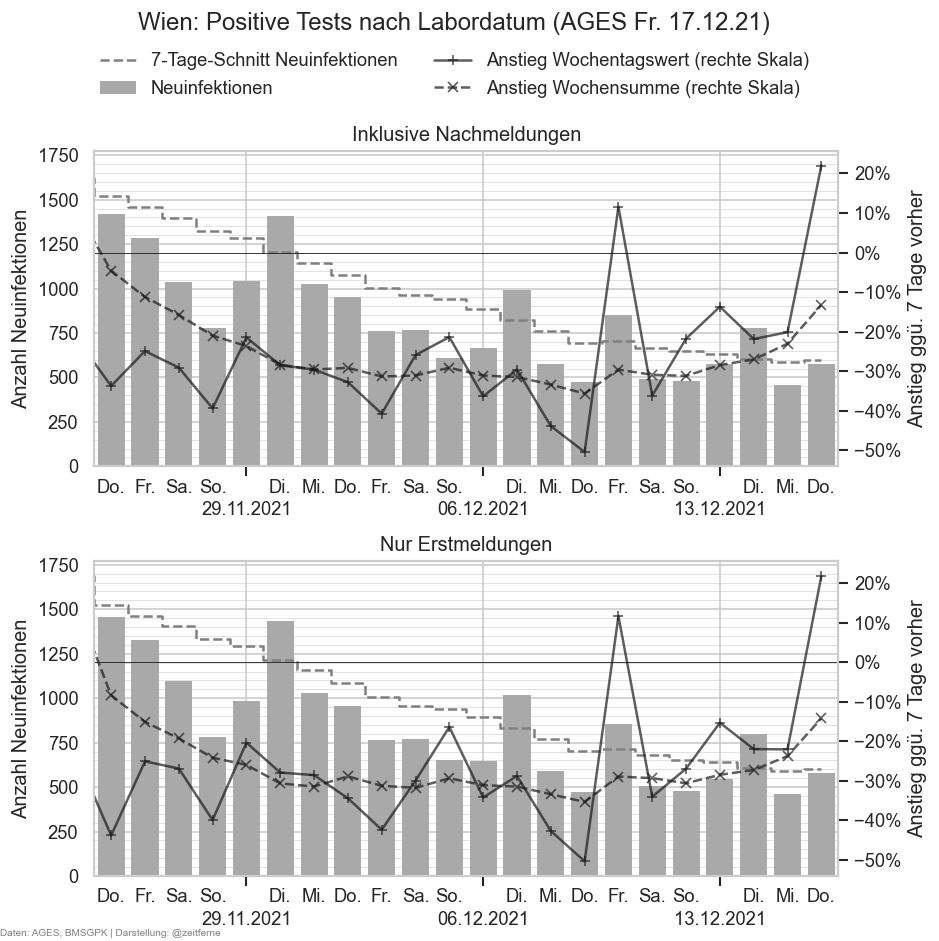 Wien: Positive Tests nach Labordatum (AGES Fr. 17.12.21)
7-Tage-Schnitt Neuinfektionen
Neuinfektionen
Anstieg Wochentagswert (rechte Skala)
Anstieg Wochensumme (rechte Skala)
Inklusive Nachmeldungen
Anzahl Neuinfektionen
1750
1500
1250
1000
750
500
250
0
20%
10%
0%
−10%
−20%
−30%
−40%
−50%
Anstieg ggü. 7 Tage vorher
Do. Fr. Sa. So. Di. Mi. Do. Fr. Sa. So. Di. Mi. Do. Fr. Sa. So. Di. Mi. Do.
29.11.2021 06.12.2021 13.12.2021
Nur Erstmeldungen
Anzahl Neuinfektionen
1750
1500
1250
1000
750
500
250
0
20%
10%
0%
−10%
−20%
−30%
−40%
−50%
Anstieg ggü. 7 Tage vorher
Do. Fr. Sa. So. Di. Mi. Do. Fr. Sa. So. Di. Mi. Do. Fr. Sa. So. Di. Mi. Do.
29.11.2021 06.12.2021 13.12.2021
Daten: AGES, BMSGPK | Darstellung: @zeitferne